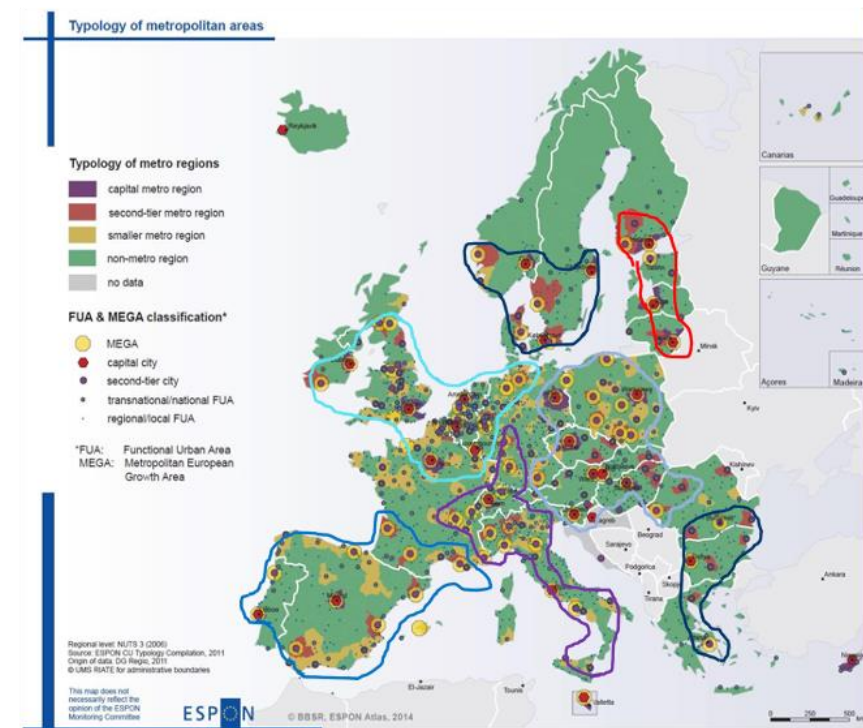 Typology of metropolitan areas
Reykjavik
Canarias
Guadeloupe
Martinique
Réunion
Guyane
Açores
Madeira
Typology of metro regions
capital metro region
second-tier metro region
smaller metro region
non-metro region
no data
FUA & MEGA classification*
MEGA
capital city
second-tier city
transnational/national FUA
regional/local FUA
*FUA: Functional Urban Area
MEGA: Metropolitan European
Growth Area
Tallinn
Minsk
Kyiv
Kishinev
Zagreb
Beograd
Sarajevo
Podgorica
Skopje
Tirana
Ankara
El-Jazair
Tunis
Valletta
Regional level: NUTS 3 (2006)
Source: ESPON CU Typology Compilation, 2011
Origin of data: DG Regio, 2011
© UMS RIATE for administrative boundaries
This map does not
necessarily reflect the
opinion of the ESPON
Monitoring Committee
ESPON
© BBSR, ESPON Atlas, 2014
0
250
500